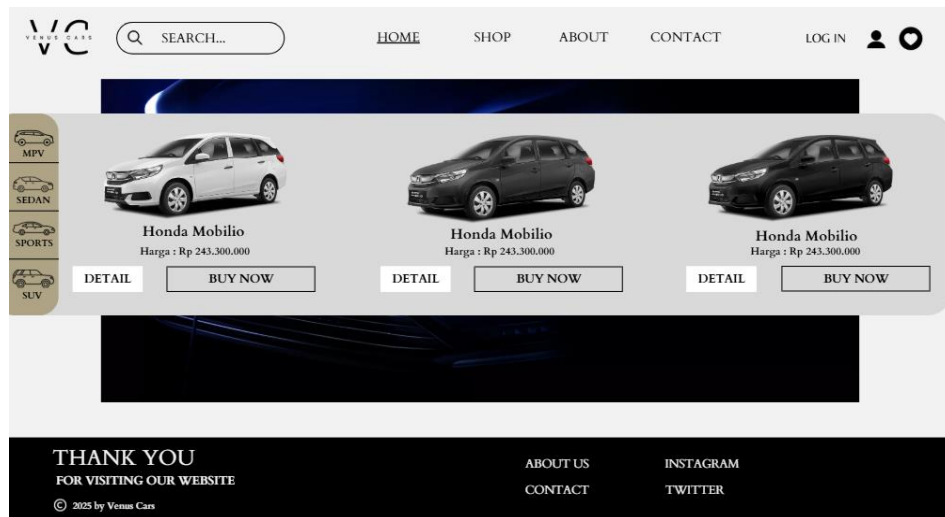 VC
VENUS CARS
SEARCH...
HOME
SHOP
ABOUT
CONTACT
LOG IN
MPV
SEDAN
SPORTS
SUV
Honda Mobilio
Harga : Rp 243.300.000
DETAIL
BUY NOW
Honda Mobilio
Harga : Rp 243.300.000
DETAIL
BUY NOW
Honda Mobilio
Harga : Rp 243.300.000
DETAIL
BUY NOW
THANK YOU
FOR VISITING OUR WEBSITE
© 2025 by Venus Cars
ABOUT US
CONTACT
INSTAGRAM
TWITTER